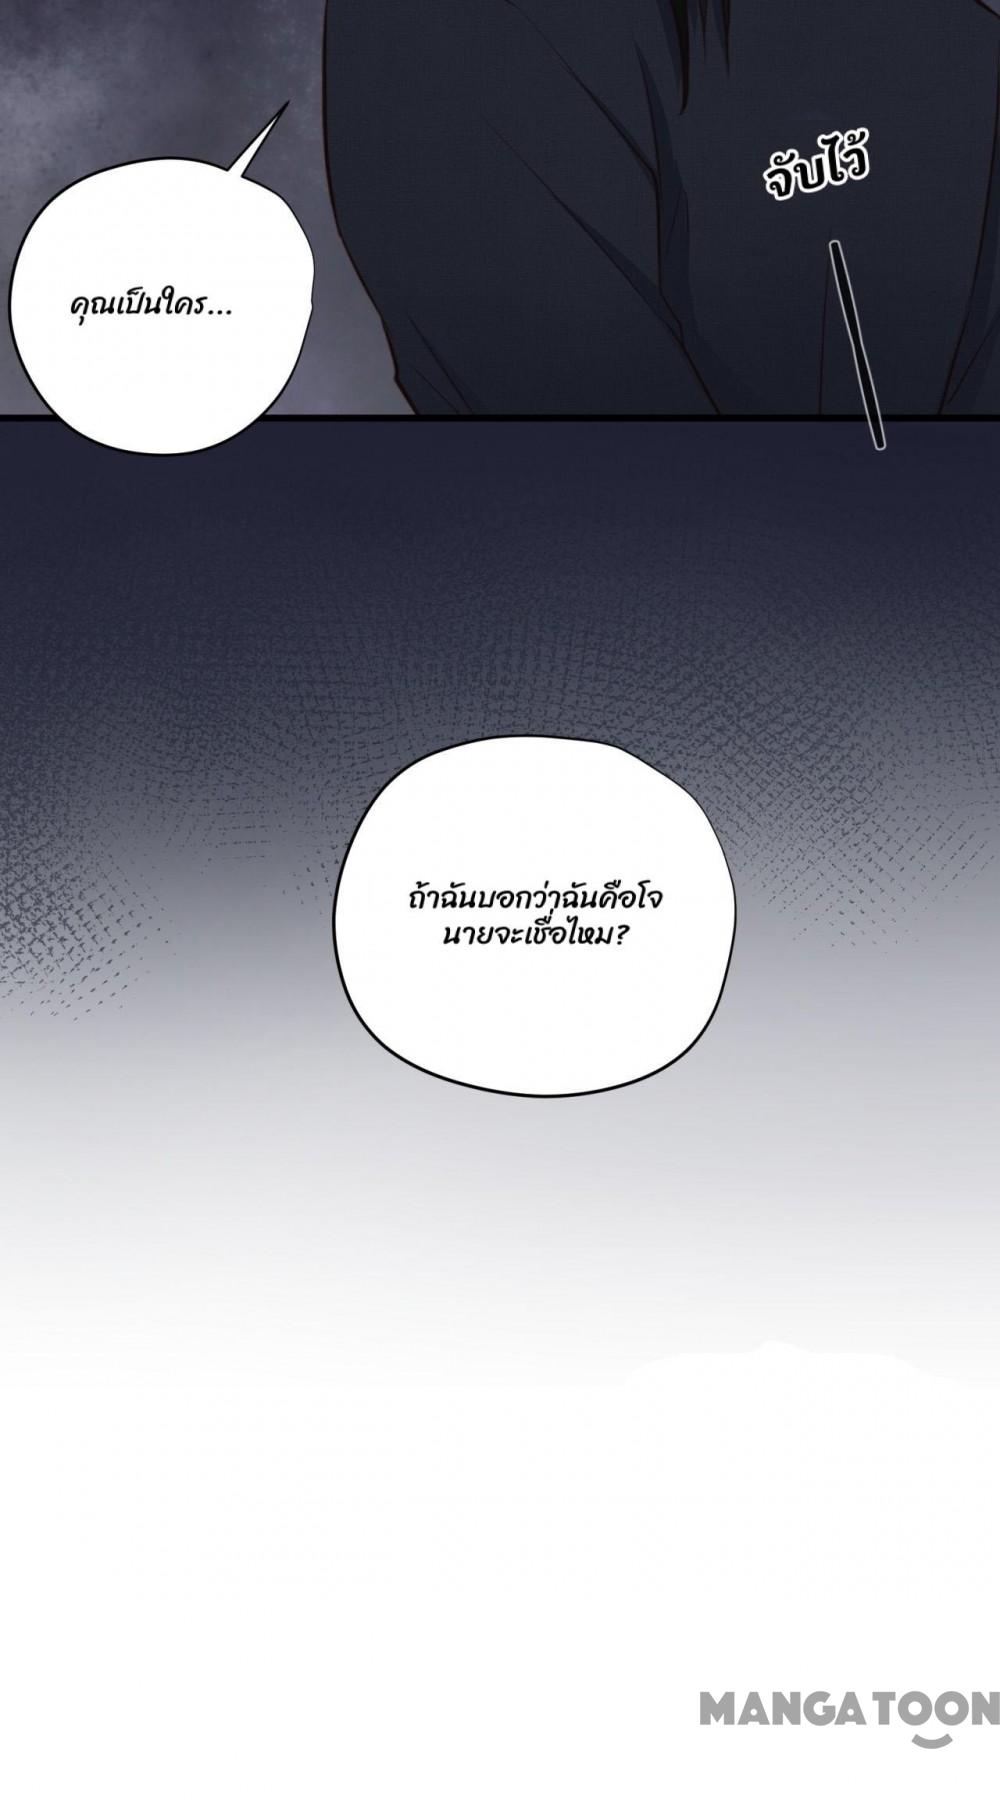 จับไว้
คุณเป็นใคร...
ถ้าฉันบอกว่าฉันคือโจ
นายจะเชื่อไหม?
MANGATOON